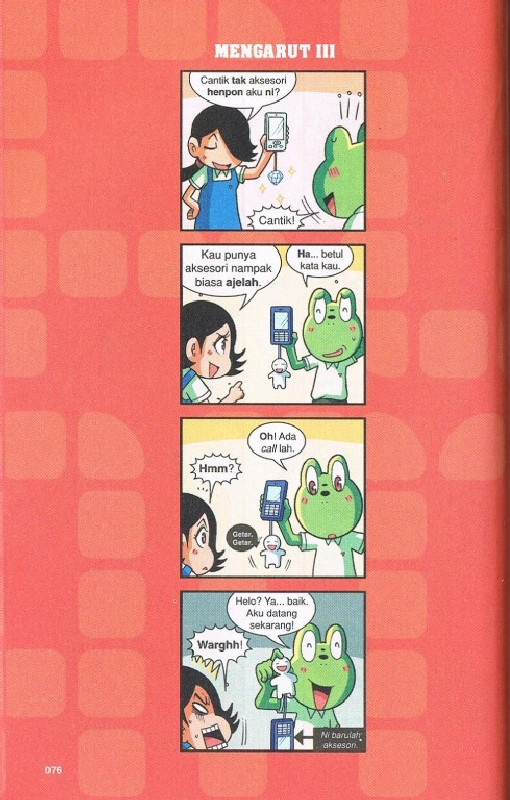 MENGARUT III
Cantik tak aksesori
henpon aku ni?
Cantik!
Kau punya
aksesori nampak
biasa ajelah.
Ha... betul
kata kau.
Oh! Ada
call lah.
Hmm?
Getar,
Getar.
Hello? Ya... baik.
Aku datang
sekarang!
Warghh!
Ni barulah
aksesori.
076